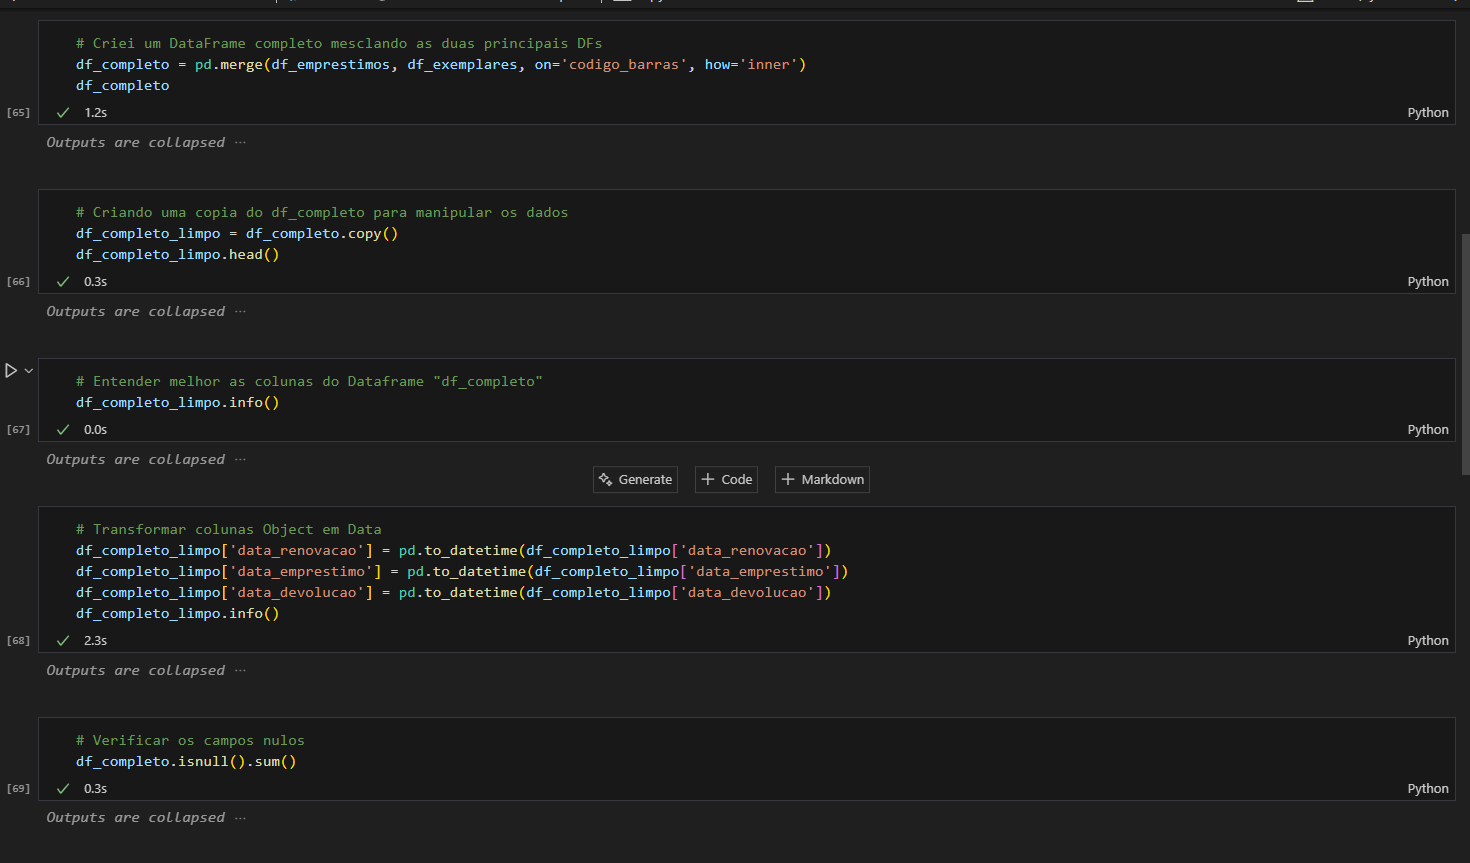 # Criei um DataFrame completo mesclando as duas principais DFs
df_completo = pd.merge(df_emprestimos, df_exemplares, on='codigo_barras', how='inner')
df_completo
[65] 1.2s Python
Outputs are collapsed ...
# Criando uma copia do df_completo para manipular os dados
df_completo_limpo = df_completo.copy()
df_completo_limpo.head()
[66] 0.3s Python
Outputs are collapsed ...
# Entender melhor as colunas do Dataframe "df_completo"
df_completo_limpo.info()
[67] 0.0s Python
Outputs are collapsed ...
Generate Code Markdown
# Transformar colunas Object em Data
df_completo_limpo['data_renovacao'] = pd.to_datetime(df_completo_limpo['data_renovacao'])
df_completo_limpo['data_emprestimo'] = pd.to_datetime(df_completo_limpo['data_emprestimo'])
df_completo_limpo['data_devolucao'] = pd.to_datetime(df_completo_limpo['data_devolucao'])
df_completo_limpo.info()
[68] 2.3s Python
Outputs are collapsed ...
# Verificar os campos nulos
df_completo.isnull().sum()
[69] 0.3s Python
Outputs are collapsed ...